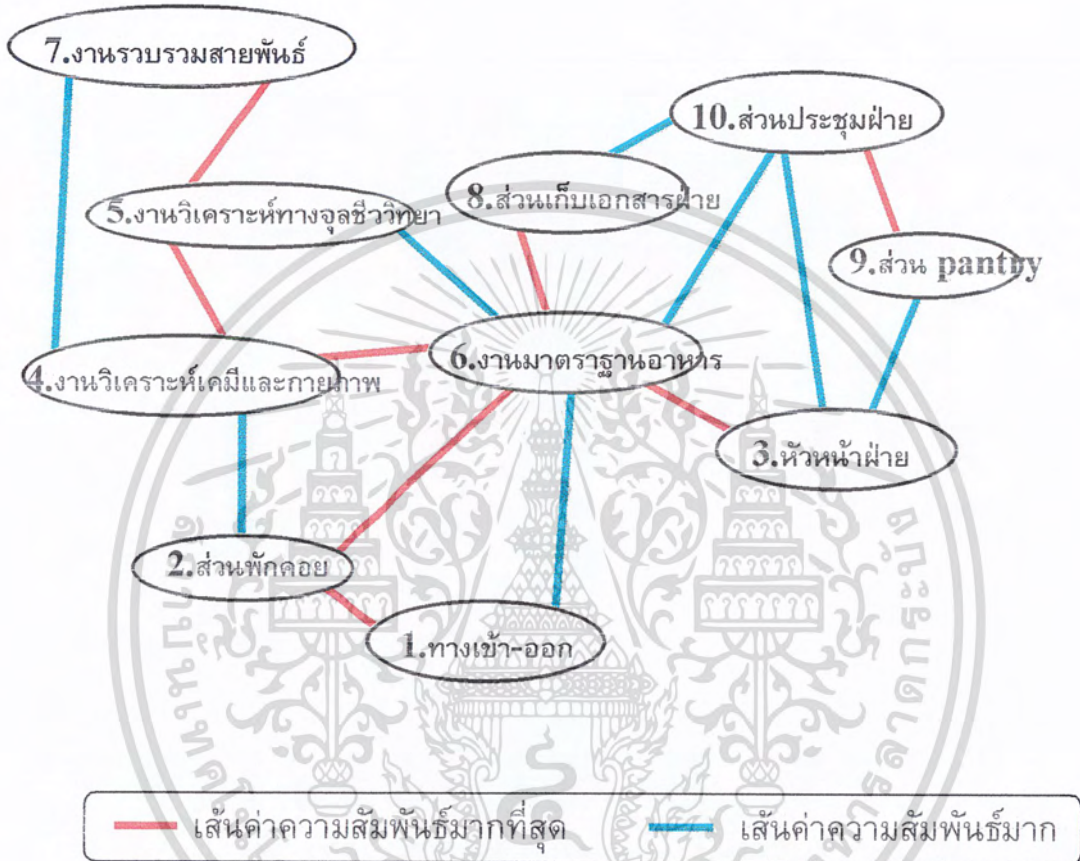 7.งานรวบรวมสายพันธ์
10.ส่วนประชุมฝ่าย
8.ส่วนเก็บเอกสารฝ่าย
5.งานวิเคราะห์ทางจุลชีววิทยา
9.ส่วน pantry
6.งานมาตราฐานอาหาร
4.งานวิเคราะห์เคมีและกายภาพ
3.หัวหน้าฝ่าย
2.ส่วนพักคอย
1.ทางเข้า-ออก
เส้นค่าความสัมพันธ์มากที่สุด เส้นค่าความสัมพันธ์มาก